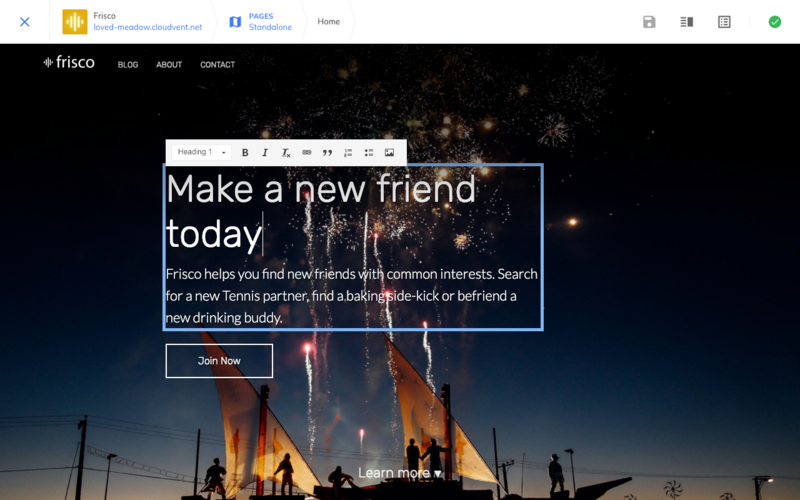 Frisco
loved-meadow.cloudvent.net
PAGES
Standalone
Home
frisco
BLOG
ABOUT
CONTACT
Heading 1
B I Tx
Make a new friend
today
Frisco helps you find new friends with common interests. Search
for a new Tennis partner, find a baking side-kick or befriend a
new drinking buddy.
Join Now
Learn more ▾